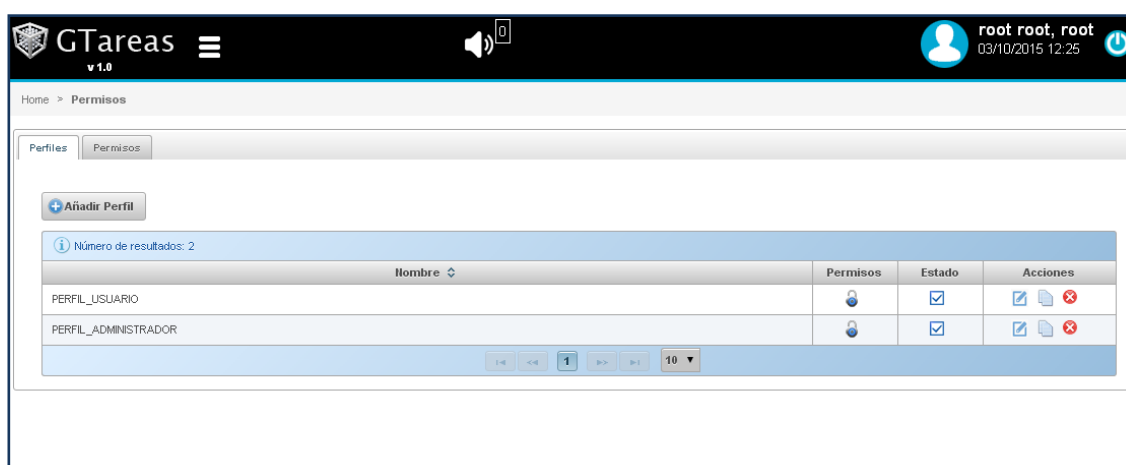 GTareas
v 1.0
0
root root, root
03/10/2015 12:25
Home > Permisos
Perfiles Permisos
Añadir Perfil
Número de resultados: 2
Nombre Permisos Estado Acciones
PERFIL_USUARIO
PERFIL_ADMINISTRADOR
1 10